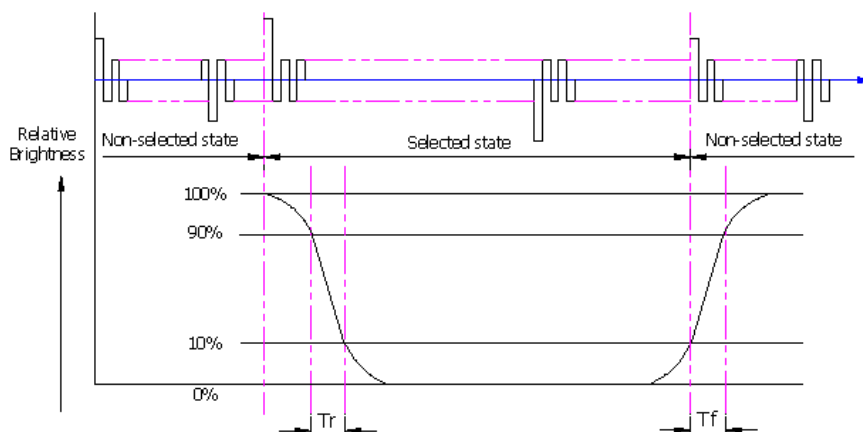 Relative
Brightness
Non-selected state
Selected state
Non-selected state
100%
90%
10%
0%
Tr
Tf